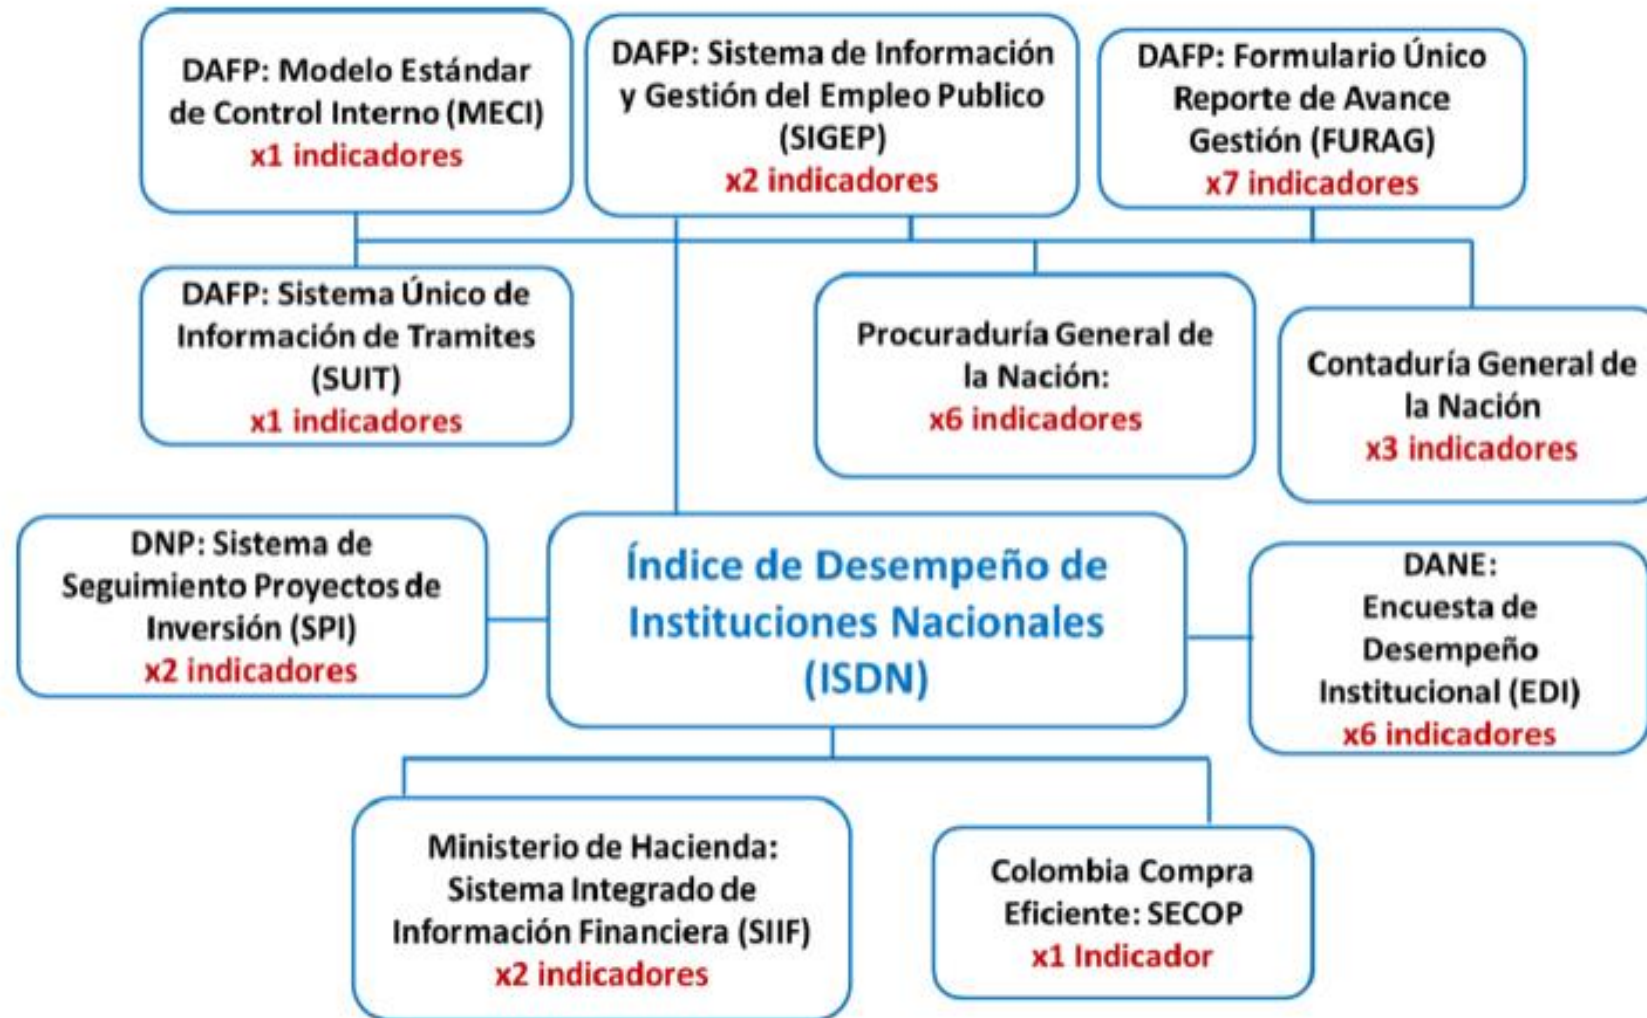 DAFP: Modelo Estándar
de Control Interno (MECI)
x1 indicadores
DAFP: Sistema de Información
y Gestión del Empleo Publico
(SIGEP)
x2 indicadores
DAFP: Formulario Único
Reporte de Avance
Gestión (FURAG)
x7 indicadores
DAFP: Sistema Único de
Información de Tramites
(SUIT)
x1 indicadores
Procuraduría General de
la Nación:
x6 indicadores
Contaduría General de
la Nación
x3 indicadores
DNP: Sistema de
Seguimiento Proyectos de
Inversión (SPI)
x2 indicadores
Índice de Desempeño de
Instituciones Nacionales
(ISDN)
DANE:
Encuesta de
Desempeño
Institucional (EDI)
x6 indicadores
Ministerio de Hacienda:
Sistema Integrado de
Información Financiera (SIIF)
x2 indicadores
Colombia Compra
Eficiente: SECOP
x1 Indicador